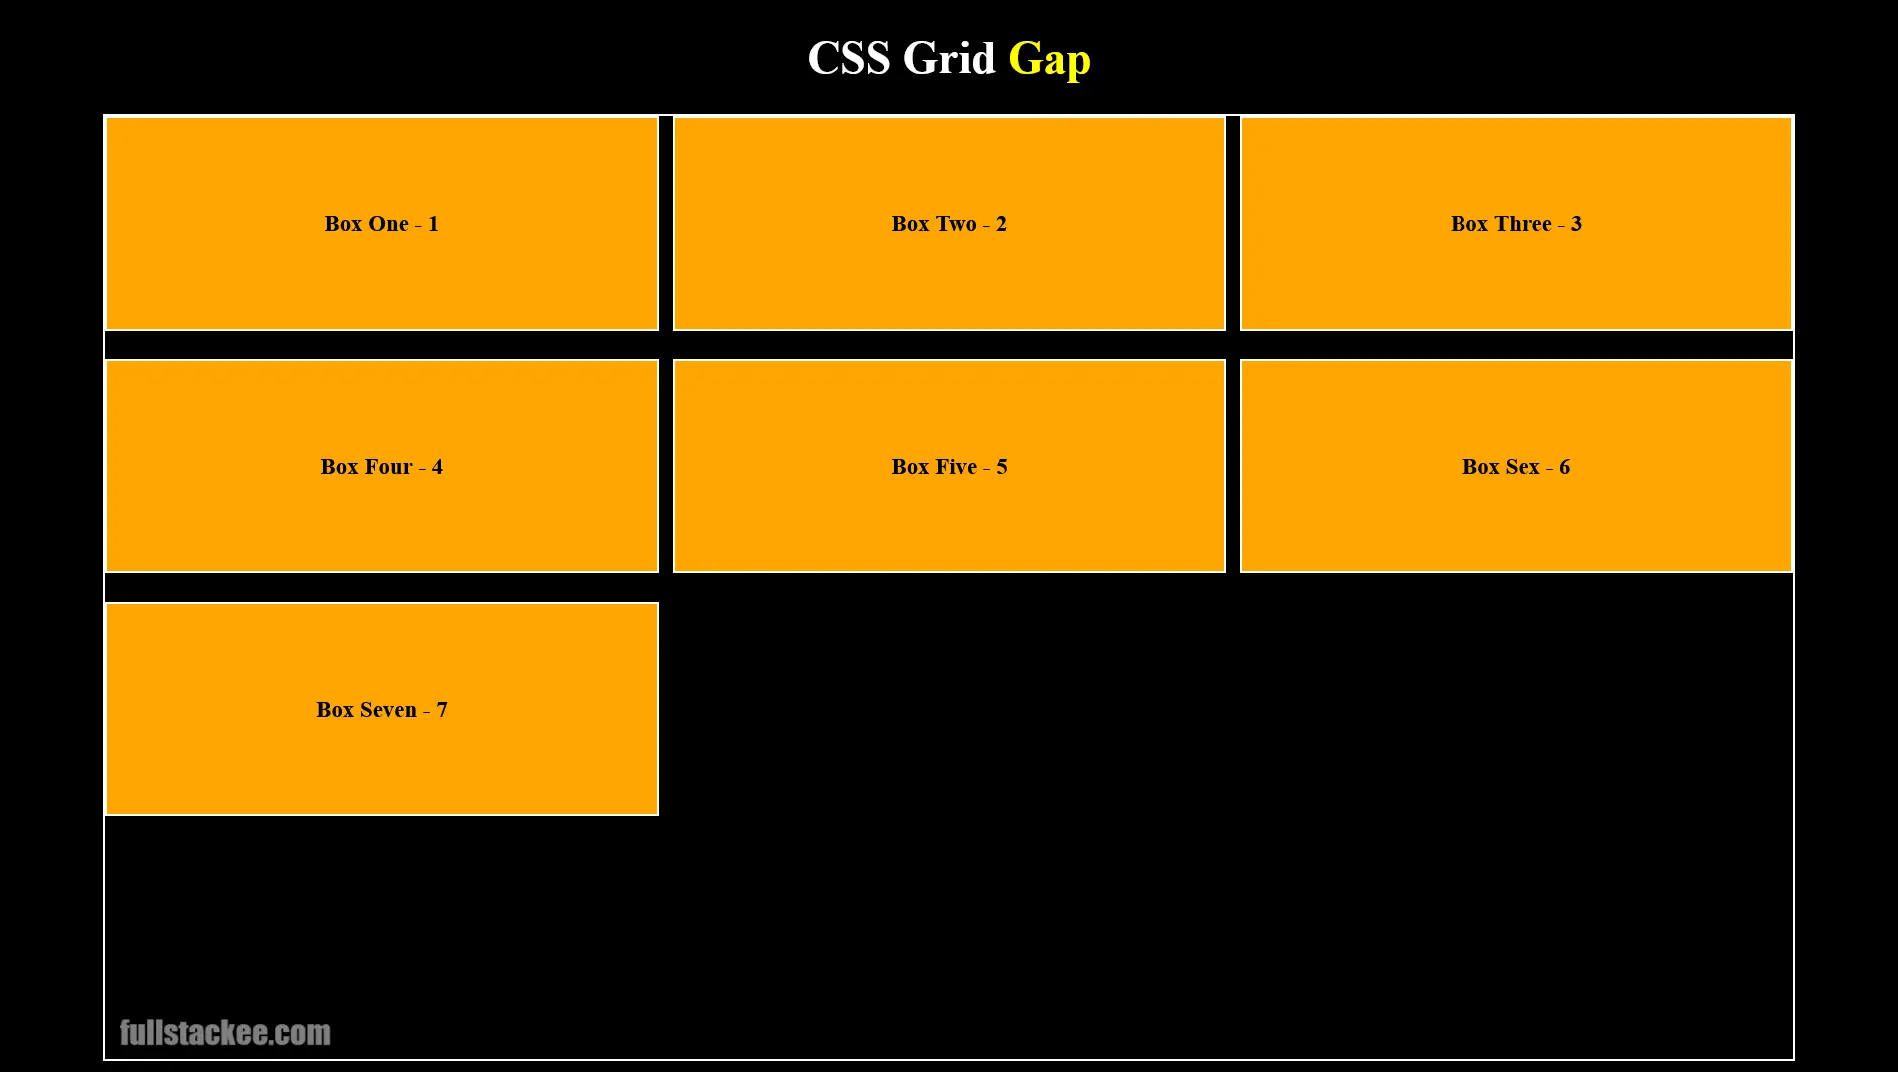 CSS Grid Gap
Box One - 1
Box Two - 2
Box Three - 3
Box Four - 4
Box Five - 5
Box Sex - 6
Box Seven - 7
fullstackee.com